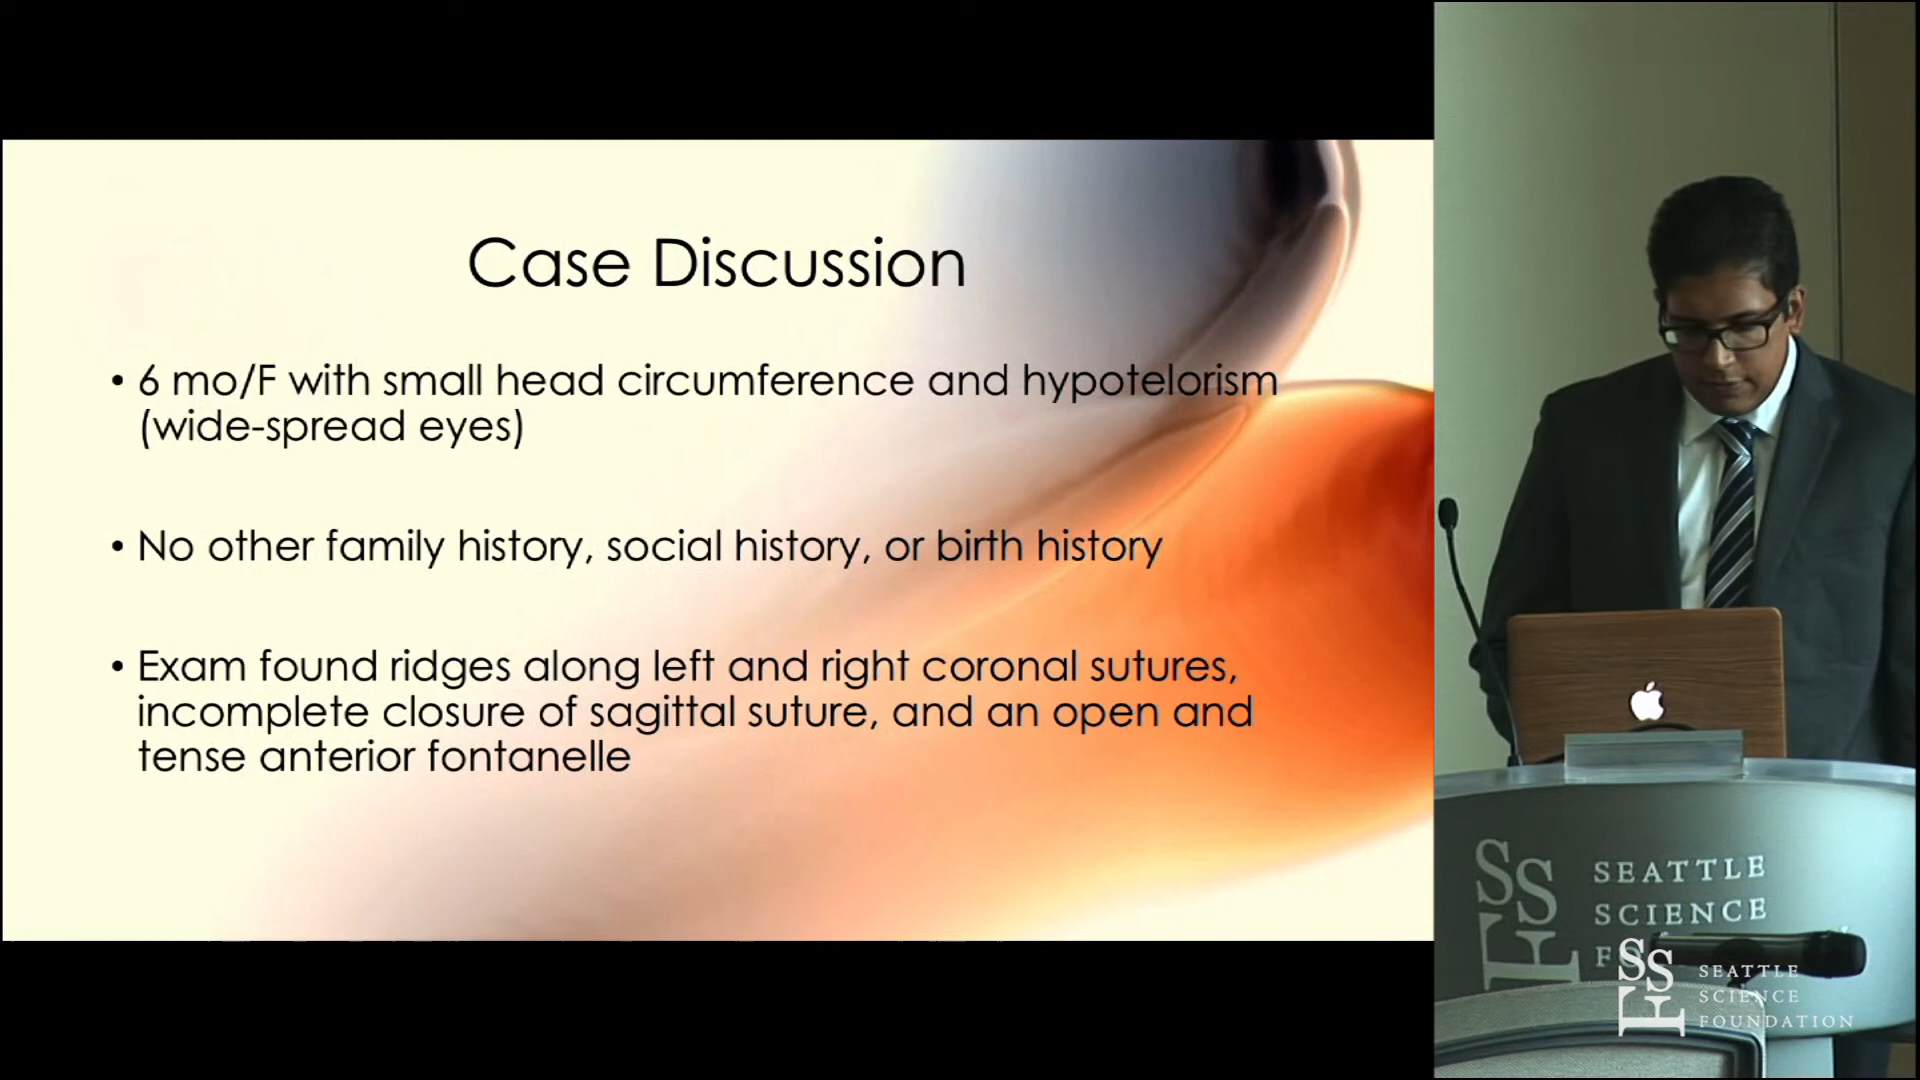 Case Discussion
• 6 mo/F with small head circumference and hypotelorism
(wide-spread eyes)
• No other family history, social history, or birth history
• Exam found ridges along left and right coronal sutures,
incomplete closure of sagittal suture, and an open and
tense anterior fontanelle
SSF
SEATTLE
SCIENCE
SSF
SEATTLE
SCIENCE
FOUNDATION